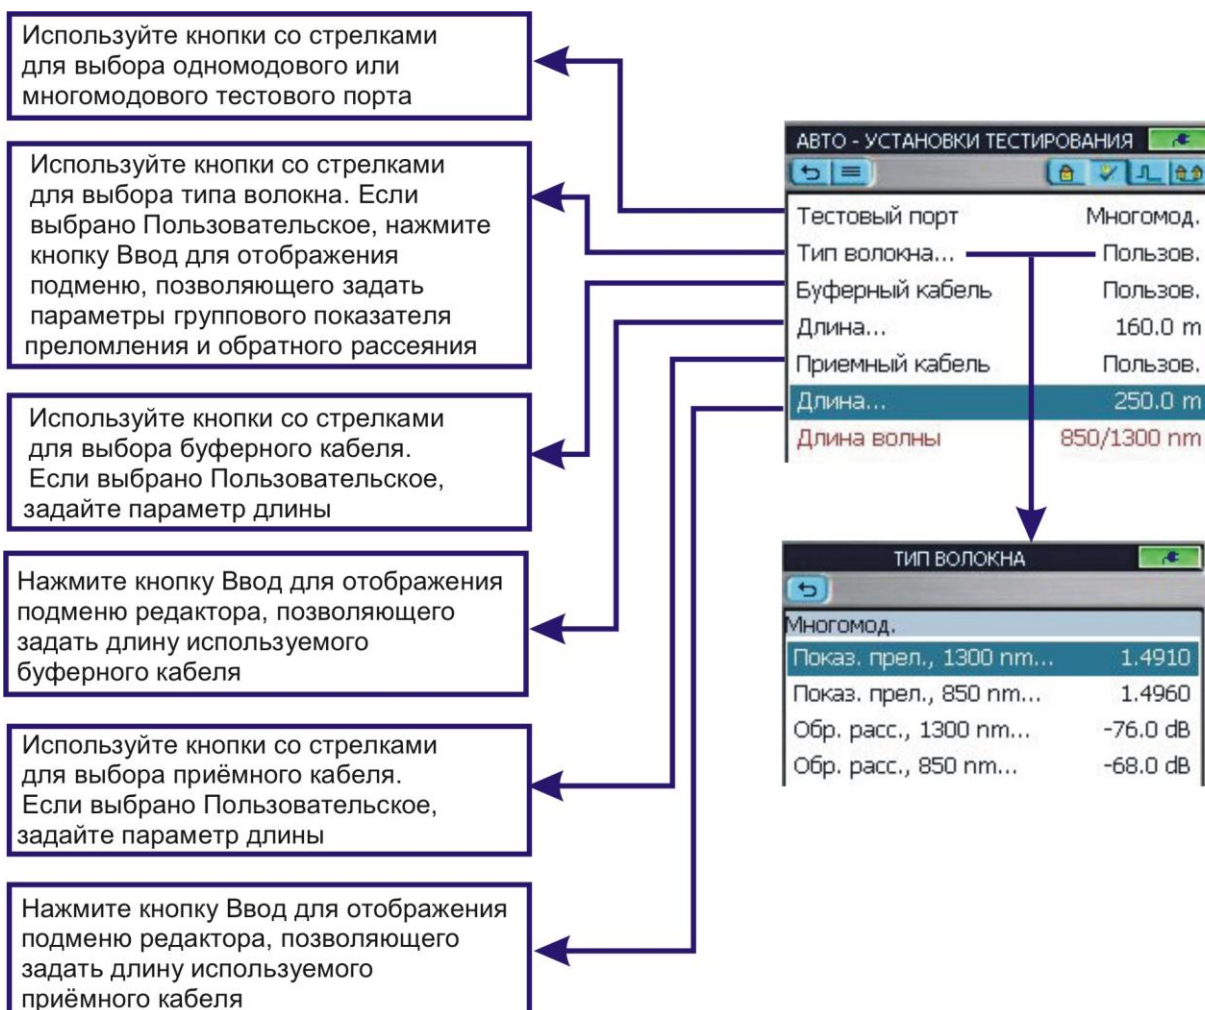 Используйте кнопки со стрелками
для выбора одномодового или
многомодового тестового порта
Используйте кнопки со стрелками
для выбора типа волокна. Если
выбрано Пользовательское, нажмите
кнопку Ввод для отображения
подменю, позволяющего задать
параметры группового показателя
преломления и обратного рассеяния
Используйте кнопки со стрелками
для выбора буферного кабеля.
Если выбрано Пользовательское,
задайте параметр длины
Нажмите кнопку Ввод для отображения
подменю редактора, позволяющего
задать длину используемого
буферного кабеля
Используйте кнопки со стрелками
для выбора приёмного кабеля.
Если выбрано Пользовательское,
задайте параметр длины
Нажмите кнопку Ввод для отображения
подменю редактора, позволяющего
задать длину используемого
приёмного кабеля
АВТО - УСТАНОВКИ ТЕСТИРОВАНИЯ
Тестовый порт Многомод.
Тип волокна... Пользов.
Буферный кабель Пользов.
Длина... 160.0 m
Приемный кабель Пользов.
Длина... 250.0 m
Длина волны 850/1300 nm
ТИП ВОЛОКНА
Многомод.
Показ. прел., 1300 nm... 1.4910
Показ. прел., 850 nm... 1.4960
Обр. расс., 1300 nm... -76.0 dB
Обр. расс., 850 nm... -68.0 dB